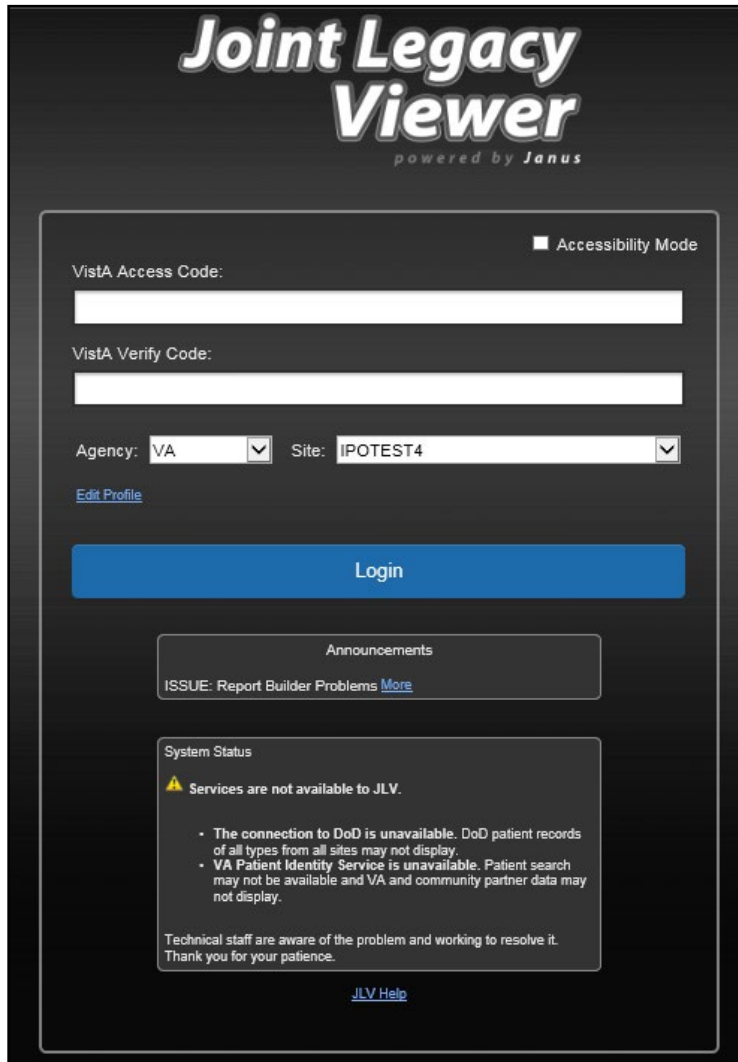 Joint Legacy
Viewer
powered by Janus
Accessibility Mode
VistA Access Code:
VistA Verify Code:
Agency: VA Site: IPOTEST4
Edit Profile
Login
Announcements
ISSUE: Report Builder Problems More
System Status
Services are not available to JLV.
• The connection to DoD is unavailable. DoD patient records
of all types from all sites may not display.
• VA Patient Identity Service is unavailable. Patient search
may not be available and VA and community partner data may
not display.
Technical staff are aware of the problem and working to resolve it.
Thank you for your patience.
JLV Help